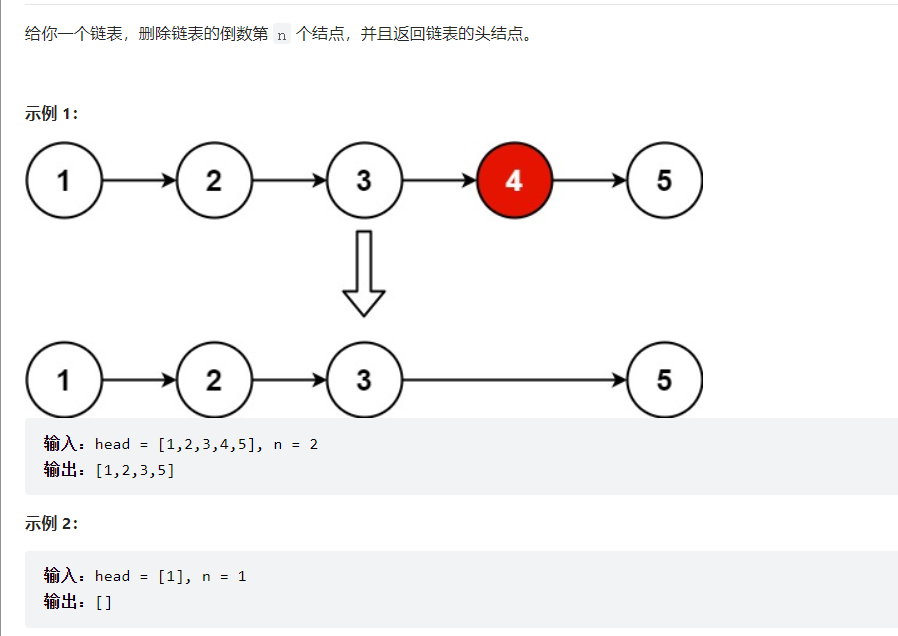 给你一个链表，删除链表的倒数第 n 个结点，并且返回链表的头结点。
示例 1：
1 2 3 4 5
1 2 3 5
输入：head = [1,2,3,4,5], n = 2
输出：[1,2,3,5]
示例 2：
输入：head = [1], n = 1
输出：[]